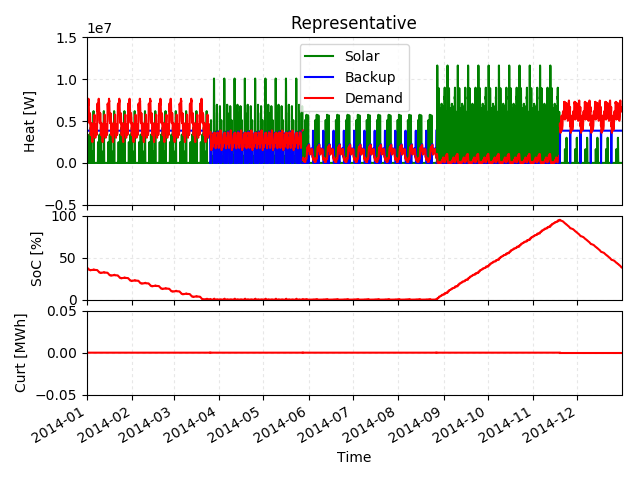 Representative
1e7
1.5
1.0
0.5
0.0
−0.5
Heat [W]
Solar
Backup
Demand
100
50
0
SoC [%]
0.05
0.00
−0.05
Curt [MWh]
2014-01
2014-02
2014-03
2014-04
2014-05
2014-06
2014-07
2014-08
2014-09
2014-10
2014-11
2014-12
Time